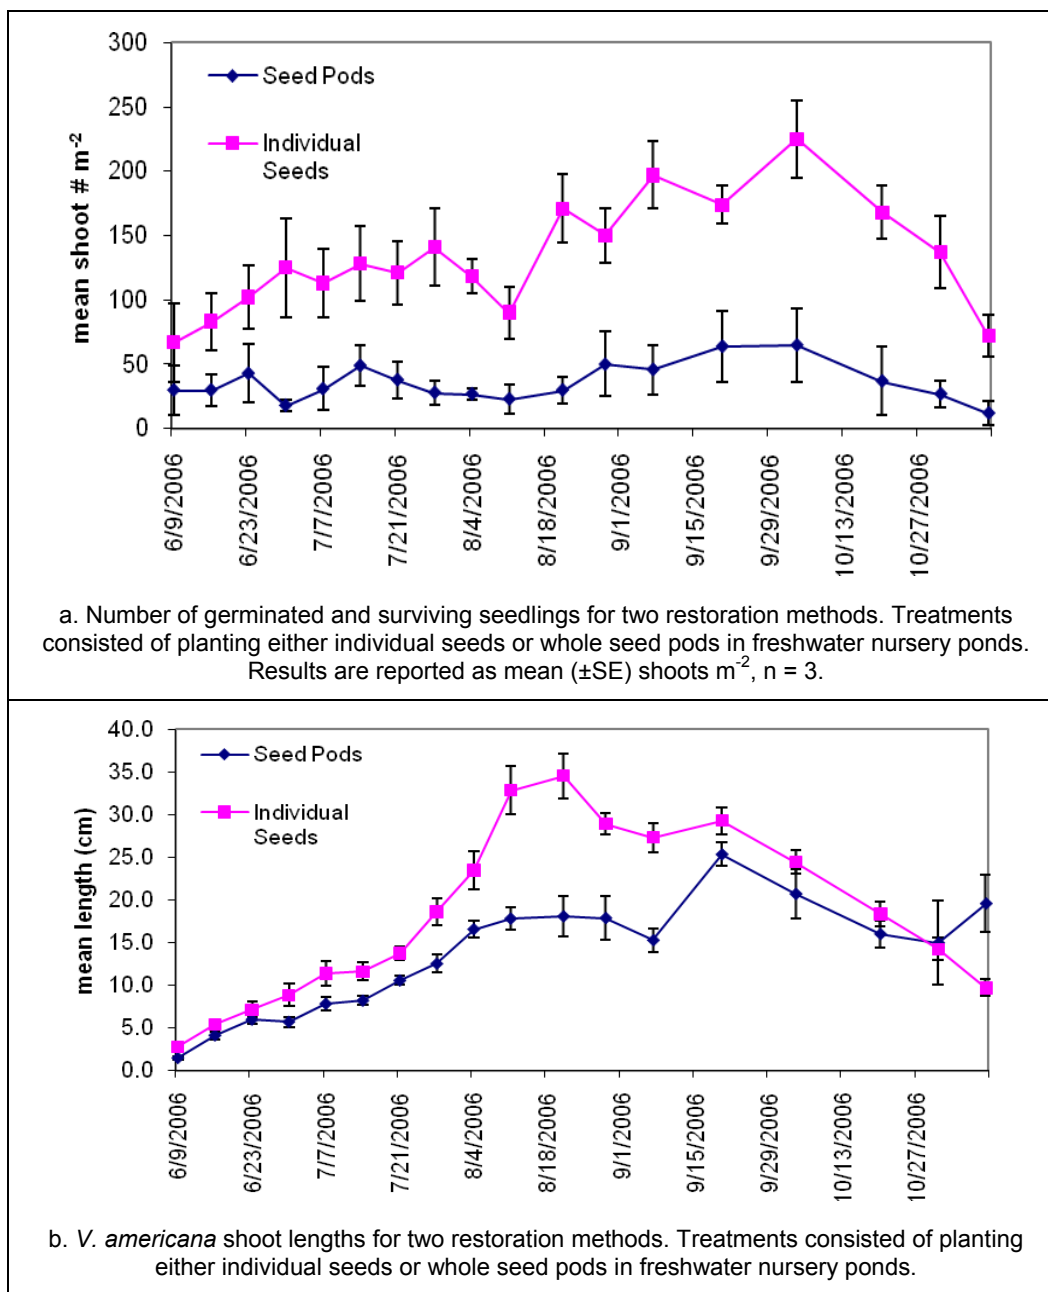 300
250
200
150
100
50
0
mean shoot # m-2
Seed Pods
Individual
Seeds
6/9/2006
6/23/2006
7/7/2006
7/21/2006
8/4/2006
8/18/2006
9/1/2006
9/15/2006
9/29/2006
10/13/2006
10/27/2006
a. Number of germinated and surviving seedlings for two restoration methods. Treatments
consisted of planting either individual seeds or whole seed pods in freshwater nursery ponds.
Results are reported as mean (±SE) shoots m-2, n = 3.
40.0
35.0
30.0
25.0
20.0
15.0
10.0
5.0
0.0
mean length (cm)
Seed Pods
Individual
Seeds
6/9/2006
6/23/2006
7/7/2006
7/21/2006
8/4/2006
8/18/2006
9/1/2006
9/15/2006
9/29/2006
10/13/2006
10/27/2006
b. V. americana shoot lengths for two restoration methods. Treatments consisted of planting
either individual seeds or whole seed pods in freshwater nursery ponds.